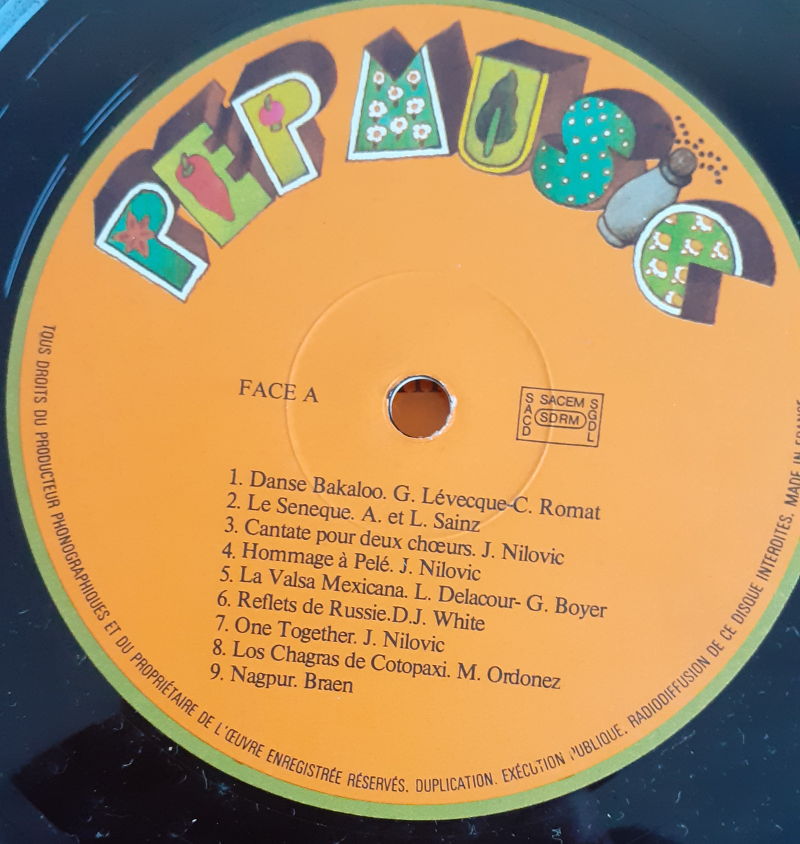 PEP MUSIC
FACE A
SACD SACEM SGDL
SDRM
1. Danse Bakaloo. G. Lévecque-C. Romat
2. Le Seneque. A. et L. Sainz
3. Cantate pour deux chœurs. J. Nilovic
4. Hommage à Pelé. J. Nilovic
5. La Valsa Mexicana. L. Delacour- G. Boyer
6. Reflets de Russie.D.J. White
7. One Together. J. Nilovic
8. Los Chagras de Cotopaxi. M. Ordonez
9. Nagpur. Braen
TOUS DROITS DU PRODUCTEUR PHONOGRAPHIQUES ET DU PROPRIÉTAIRE DE L'ŒUVRE ENREGISTRÉE RÉSERVÉS. DUPLICATION. EXÉCUTION PUBLIQUE. RADIODIFFUSION DE CE DISQUE INTERDITES. MADE IN FRANCE